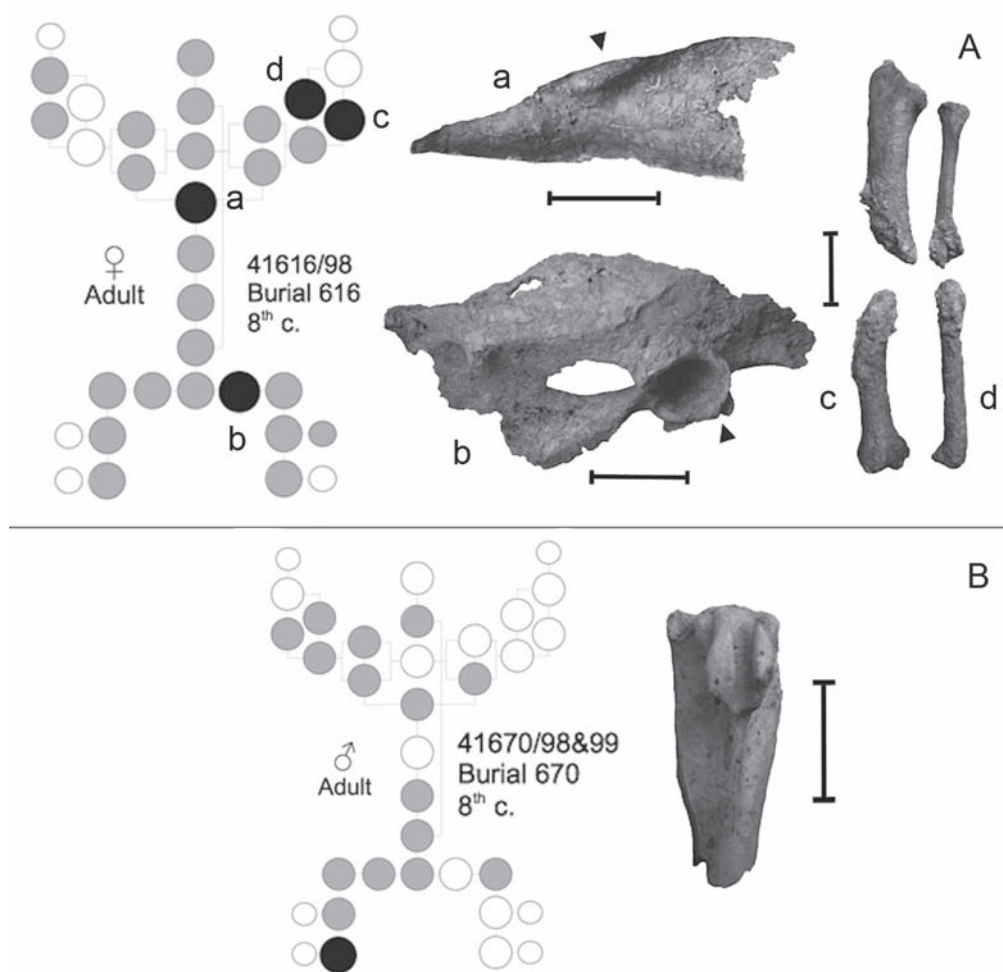 A
d
a
c
a
♀
Adult
41616/98
Burial 616
8th c.
b
b
c
d
B
♂
Adult
41670/98&99
Burial 670
8th c.